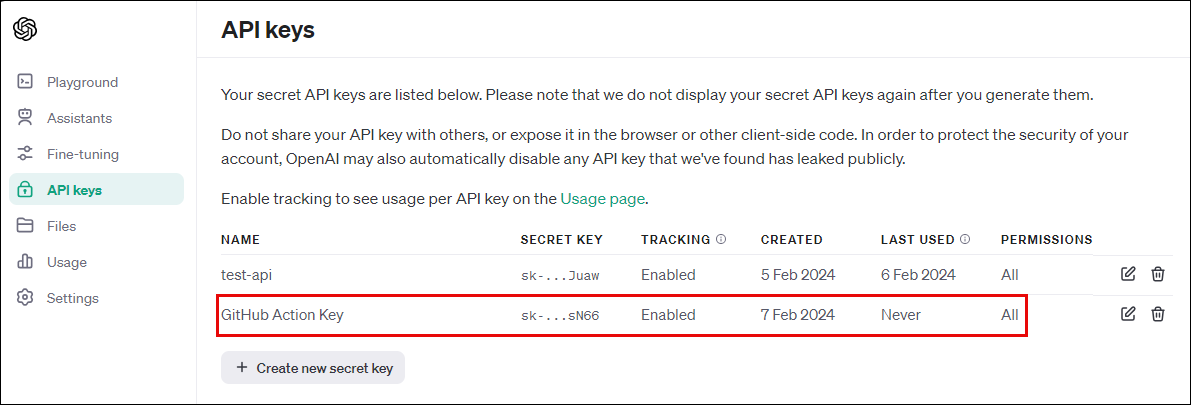 API keys
Playground
Assistants
Fine-tuning
API keys
Files
Usage
Settings
Your secret API keys are listed below. Please note that we do not display your secret API keys again after you generate them.
Do not share your API key with others, or expose it in the browser or other client-side code. In order to protect the security of your
account, OpenAI may also automatically disable any API key that we've found has leaked publicly.
Enable tracking to see usage per API key on the Usage page.
NAME SECRET KEY TRACKING CREATED LAST USED PERMISSIONS
test-api sk-...Juaw Enabled 5 Feb 2024 6 Feb 2024 All
GitHub Action Key sk-...sN66 Enabled 7 Feb 2024 Never All
+ Create new secret key